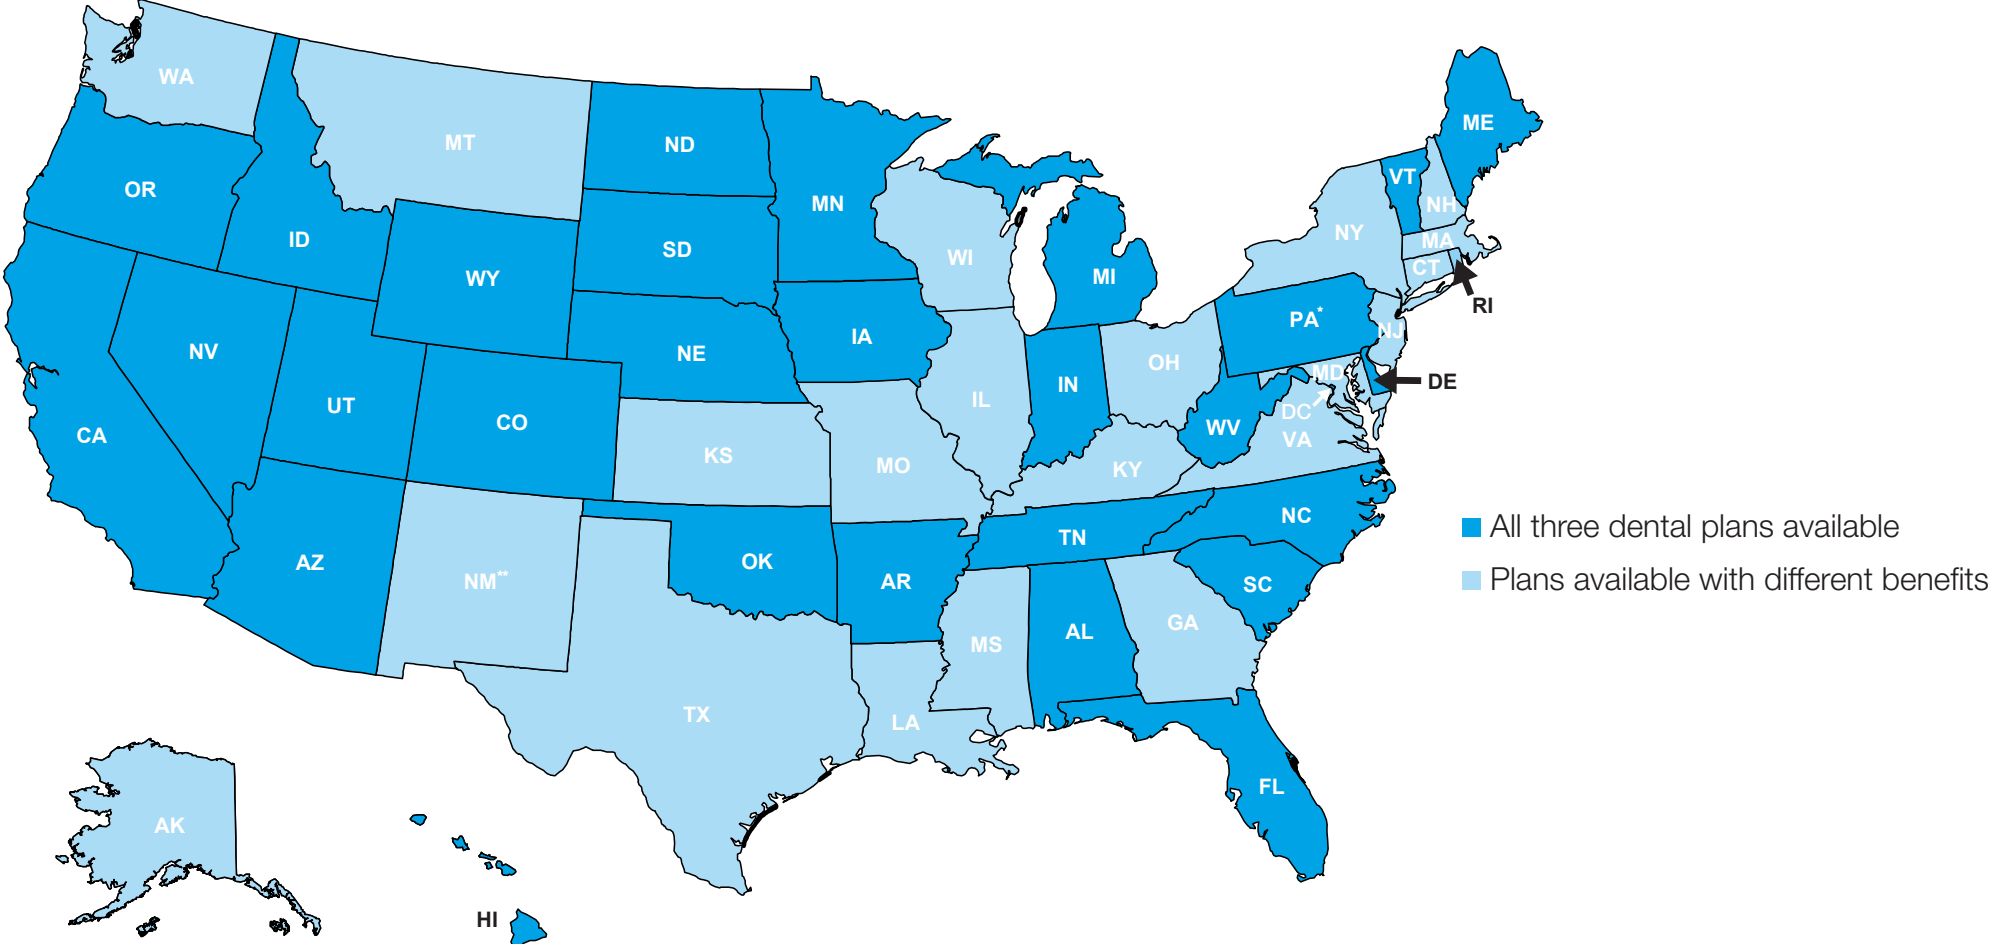 WA
MT
ND
MN
ME
VT
NH
OR
ID
WY
SD
WI
MI
NY
MA
CT
RI
NV
UT
CO
NE
IA
IL
IN
OH
PA*
NJ
MD
DE
CA
KS
MO
KY
WV
DC
VA
AZ
NM**
OK
AR
TN
NC
SC
MS
AL
GA
TX
LA
FL
AK
HI
All three dental plans available
Plans available with different benefits